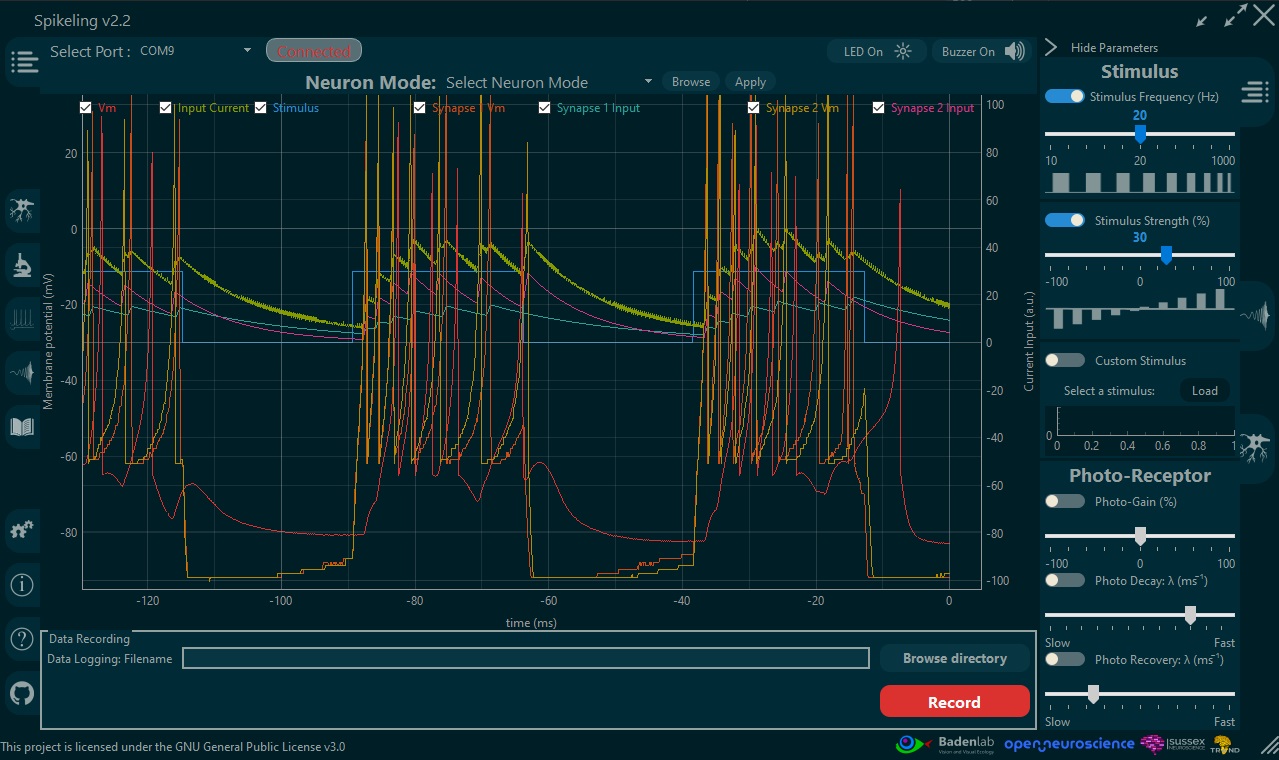 Spikeling v2.2
Select Port : COM9 Connected LED On Buzzer On Hide Parameters
Neuron Mode: Select Neuron Mode Browse Apply
Vm Input Current Stimulus Synapse 1 Vm Synapse 1 Input Synapse 2 Vm Synapse 2 Input
Membrane potential (mV)
20
0
-20
-40
-60
-80
100
80
60
40
20
0
-20
-40
-60
-80
-100
Current Input (a.u.)
-120 -100 -80 -60 -40 -20 0
time (ms)
Data Recording
Data Logging: Filename Browse directory
Record
Stimulus
Stimulus Frequency (Hz)
20
10 20 1000
Stimulus Strength (%)
30
-100 0 100
Custom Stimulus
Select a stimulus: Load
0
0 0.2 0.4 0.6 0.8 1
Photo-Receptor
Photo-Gain (%)
-100 0 100
Photo Decay: λ (ms⁻¹)
Slow Fast
Photo Recovery: λ (ms⁻¹)
Slow Fast
This project is licensed under the GNU General Public License v3.0
Badenlab
Vision and Visual Ecology
open neuroscience
SUSSEX
NEUROSCIENCE
TREND